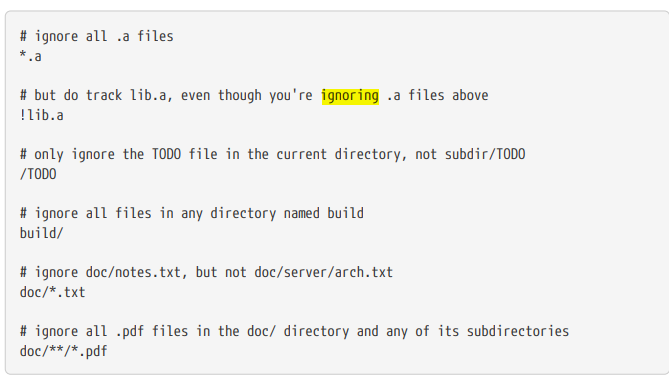 # ignore all .a files
*.a
# but do track lib.a, even though you're ignoring .a files above
!lib.a
# only ignore the TODO file in the current directory, not subdir/TODO
/TODO
# ignore all files in any directory named build
build/
# ignore doc/notes.txt, but not doc/server/arch.txt
doc/*.txt
# ignore all .pdf files in the doc/ directory and any of its subdirectories
doc/**/*.pdf